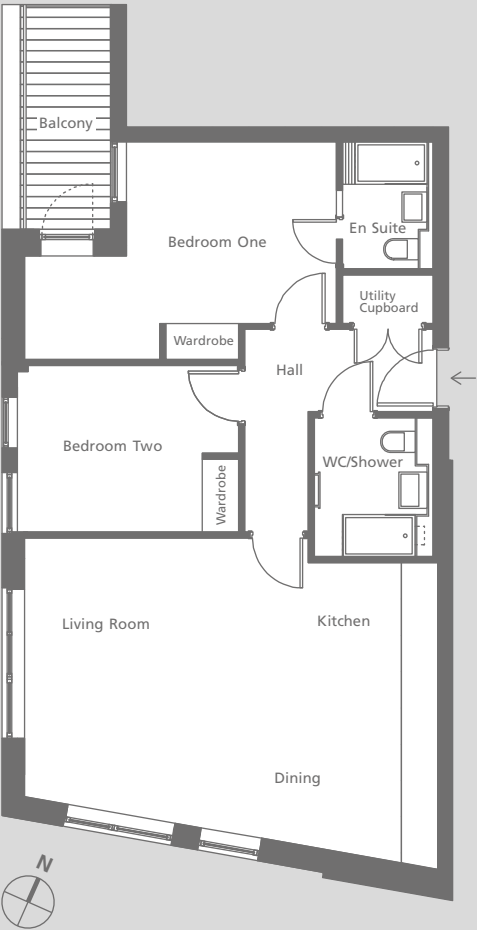 Balcony
Bedroom One
En Suite
Utility
Cupboard
Wardrobe
Hall
Bedroom Two
WC/Shower
Wardrobe
Living Room
Kitchen
Dining
N